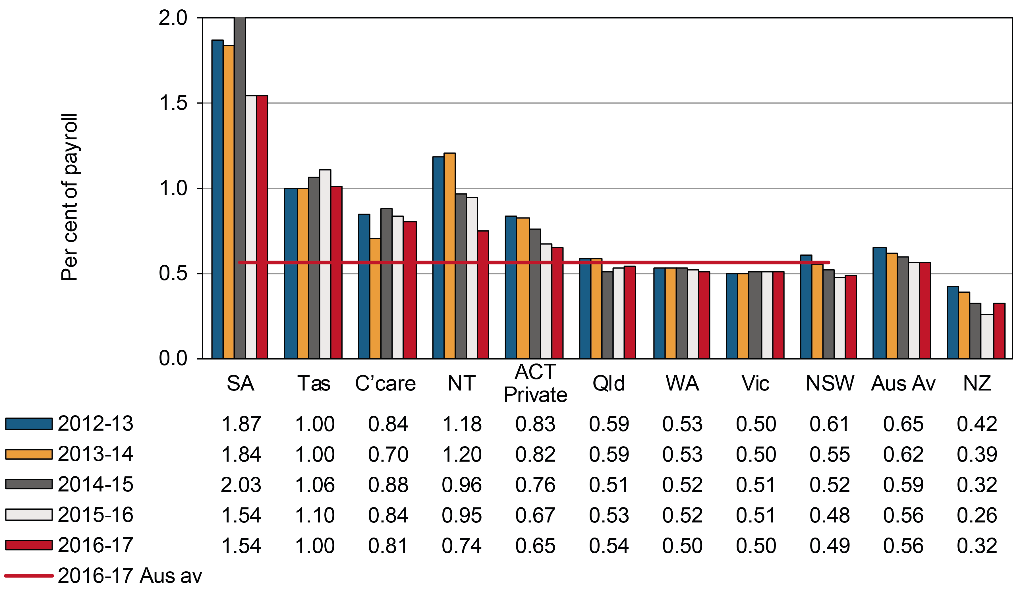 2.0
1.5
1.0
0.5
0.0
Per cent of payroll
SA Tas C'care NT ACT Private Qld WA Vic NSW Aus Av NZ
2012-13 1.87 1.00 0.84 1.18 0.83 0.59 0.53 0.50 0.61 0.65 0.42
2013-14 1.84 1.00 0.70 1.20 0.82 0.59 0.53 0.50 0.55 0.62 0.39
2014-15 2.03 1.06 0.88 0.96 0.76 0.51 0.52 0.51 0.52 0.59 0.32
2015-16 1.54 1.10 0.84 0.95 0.67 0.53 0.52 0.51 0.48 0.56 0.26
2016-17 1.54 1.00 0.81 0.74 0.65 0.54 0.50 0.50 0.49 0.56 0.32
2016-17 Aus av